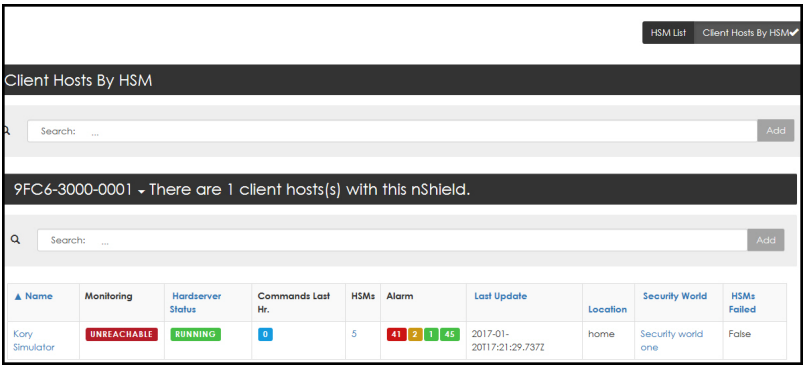 HSM List Client Hosts By HSM
Client Hosts By HSM
Search: ...
Add
9FC6-3000-0001 There are 1 client hosts(s) with this nShield.
Search: ...
Add
Name Monitoring Hardserver Status Commands Last Hr. HSMs Alarm Last Update Location Security World HSMs Failed
Kory Simulator UNREACHABLE RUNNING 0 5 41 2 1 45 2017-01-20T17:21:29.737Z home Security world one False